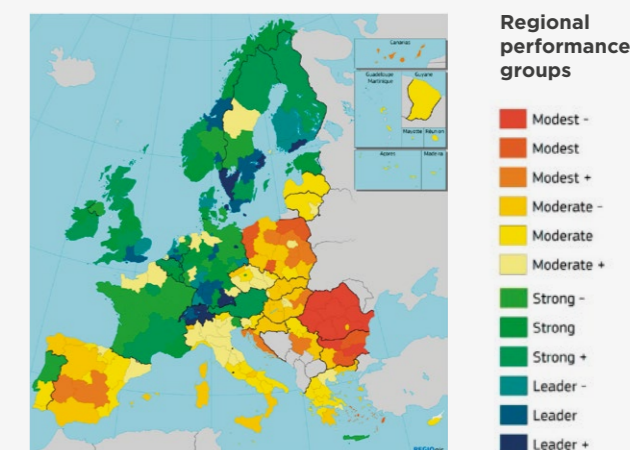 Regional
performance
groups
Canarias
Guadeloupe
Martinique
Guyane
Mayotte
Réunion
Açores
Madeira
Modest -
Modest
Modest +
Moderate -
Moderate
Moderate +
Strong -
Strong
Strong +
Leader -
Leader
Leader +